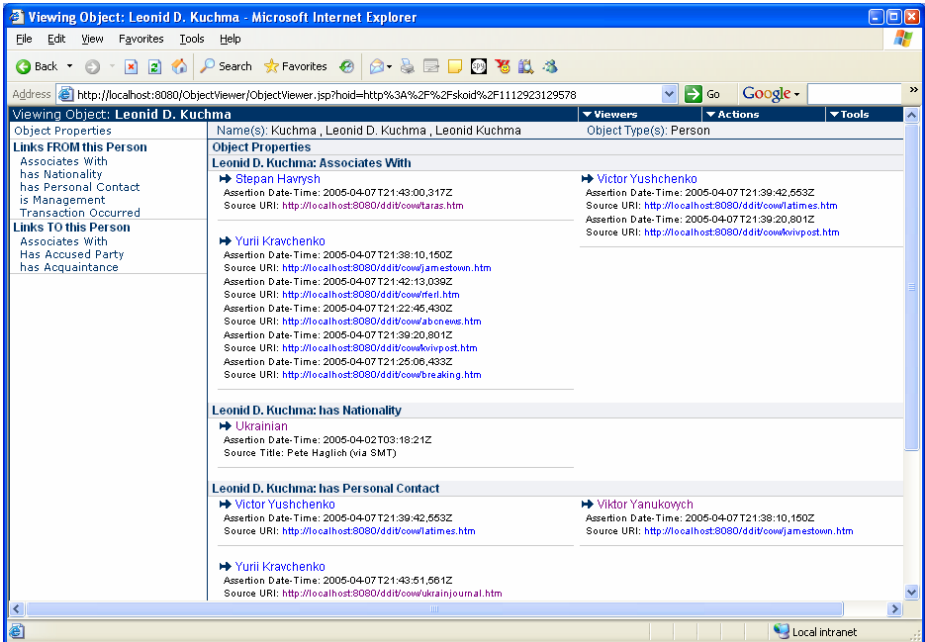 Viewing Object: Leonid D. Kuchma - Microsoft Internet Explorer
File Edit View Favorites Tools Help
Back Search Favorites
Address http://localhost:8080/ObjectViewer/ObjectViewer.jsp?hoid=http%3A%2F%2Fskoid%2F1112923129578 Go Google
Viewing Object: Leonid D. Kuchma Viewers Actions Tools
Object Properties
Links FROM this Person
Associates With
has Nationality
has Personal Contact
is Management
Transaction Occurred
Links TO this Person
Associates With
Has Accused Party
has Acquaintance
Name(s): Kuchma , Leonid D. Kuchma , Leonid Kuchma Object Type(s): Person
Object Properties
Leonid D. Kuchma: Associates With
Stepan Havrysh
Assertion Date-Time: 2005-04-07T21:43:00,317Z
Source URI: http://localhost:8080/ddit/cow/taras.htm
Victor Yushchenko
Assertion Date-Time: 2005-04-07T21:39:42,553Z
Source URI: http://localhost:8080/ddit/cow/latimes.htm
Assertion Date-Time: 2005-04-07T21:39:20,801Z
Source URI: http://localhost:8080/ddit/cow/kvivpost.htm
Yurii Kravchenko
Assertion Date-Time: 2005-04-07T21:38:10,150Z
Source URI: http://localhost:8080/ddit/cow/jamestown.htm
Assertion Date-Time: 2005-04-07T21:42:13,039Z
Source URI: http://localhost:8080/ddit/cow/rferl.htm
Assertion Date-Time: 2005-04-07T21:22:45,430Z
Source URI: http://localhost:8080/ddit/cow/abcnews.htm
Assertion Date-Time: 2005-04-07T21:39:20,801Z
Source URI: http://localhost:8080/ddit/cow/kvivpost.htm
Assertion Date-Time: 2005-04-07T21:25:06,433Z
Source URI: http://localhost:8080/ddit/cow/breaking.htm
Leonid D. Kuchma: has Nationality
Ukrainian
Assertion Date-Time: 2005-04-02T03:18:21Z
Source Title: Pete Haglich (via SMT)
Leonid D. Kuchma: has Personal Contact
Victor Yushchenko
Assertion Date-Time: 2005-04-07T21:39:42,553Z
Source URI: http://localhost:8080/ddit/cow/latimes.htm
Viktor Yanukovych
Assertion Date-Time: 2005-04-07T21:38:10,150Z
Source URI: http://localhost:8080/ddit/cow/jamestown.htm
Yurii Kravchenko
Assertion Date-Time: 2005-04-07T21:43:51,561Z
Source URI: http://localhost:8080/ddit/cow/ukrainjournal.htm
Local intranet